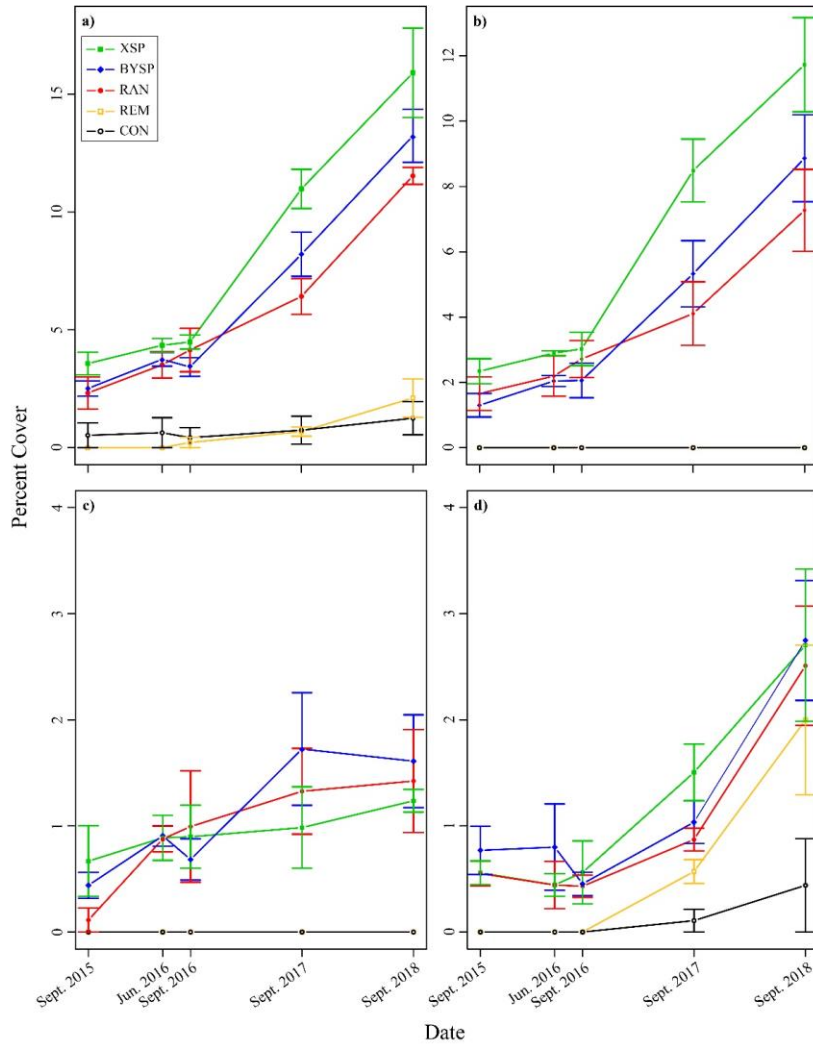 a)
XSP
BYSP
RAN
REM
CON
15
10
5
0
b)
12
10
8
6
4
2
0
Percent Cover
c)
4
3
2
1
0
d)
4
3
2
1
0
Sept. 2015
Jun. 2016
Sept. 2016
Sept. 2017
Sept. 2018
Sept. 2015
Jun. 2016
Sept. 2016
Sept. 2017
Sept. 2018
Date